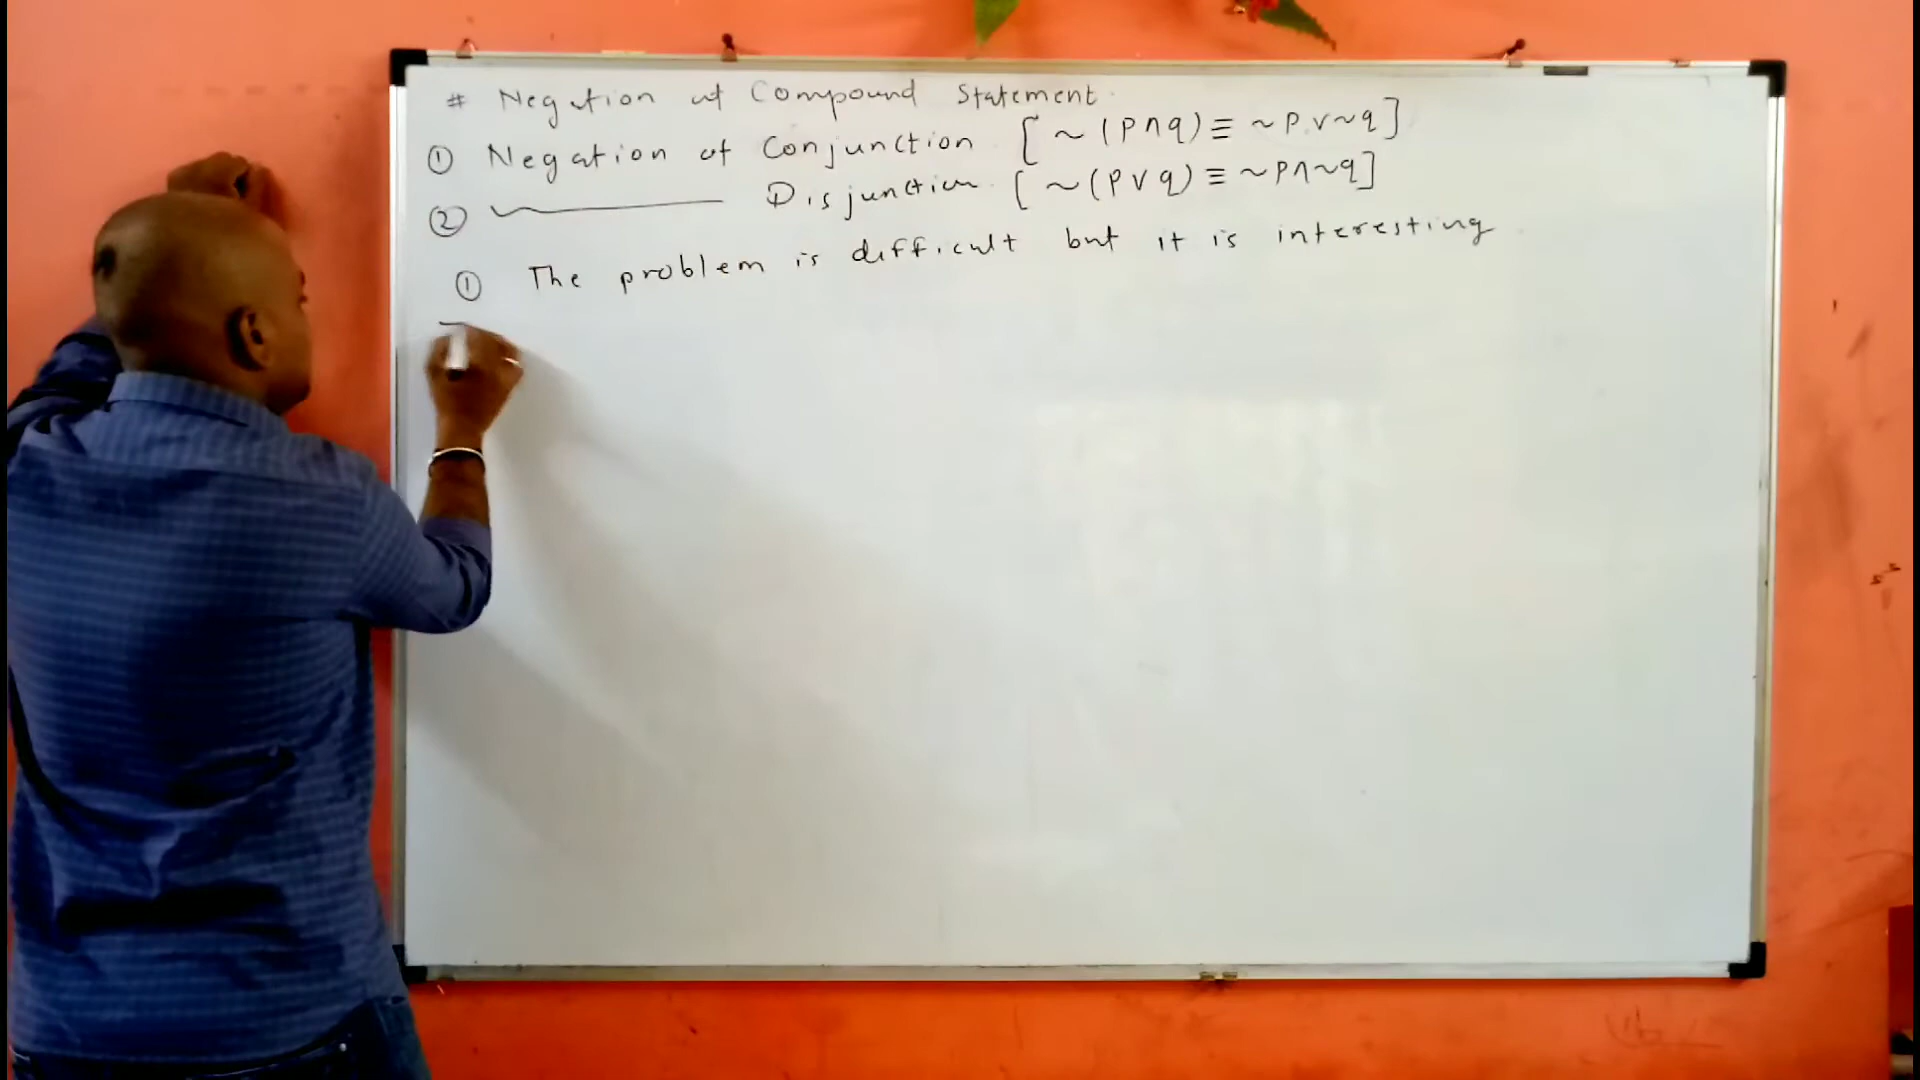 # Negation of Compound Statement.
① Negation of Conjunction [ ~(p∧q) ≡ ~p∨~q ]
② ——— Disjunction. [ ~(p∨q) ≡ ~p∧~q ]
① The problem is difficult but it is interesting.